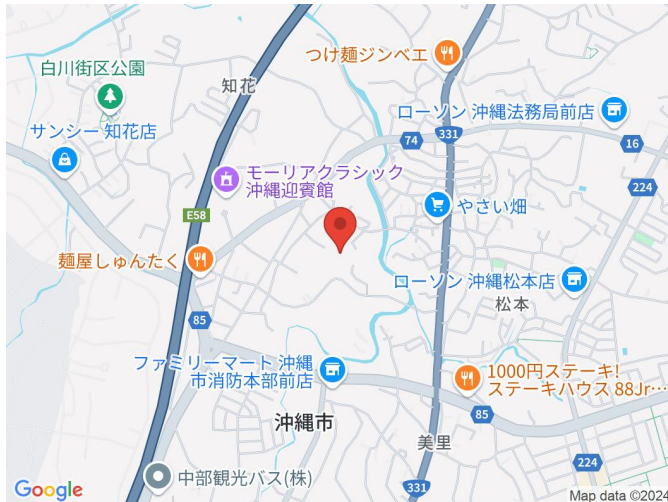 つけ麺ジンベエ
白川街区公園
知花
ローソン 沖縄法務局前店
331
サンシー 知花店
74
16
モーリアクラシック
沖縄迎賓館
224
E58
やさい畑
麺屋しゅんたく
ローソン 沖縄松本店
松本
85
ファミリーマート 沖縄
市消防本部前店
1000円ステーキ!
ステーキハウス 88Jr…
85
沖縄市
美里
224
中部観光バス(株)
331
Google
Map data ©2024